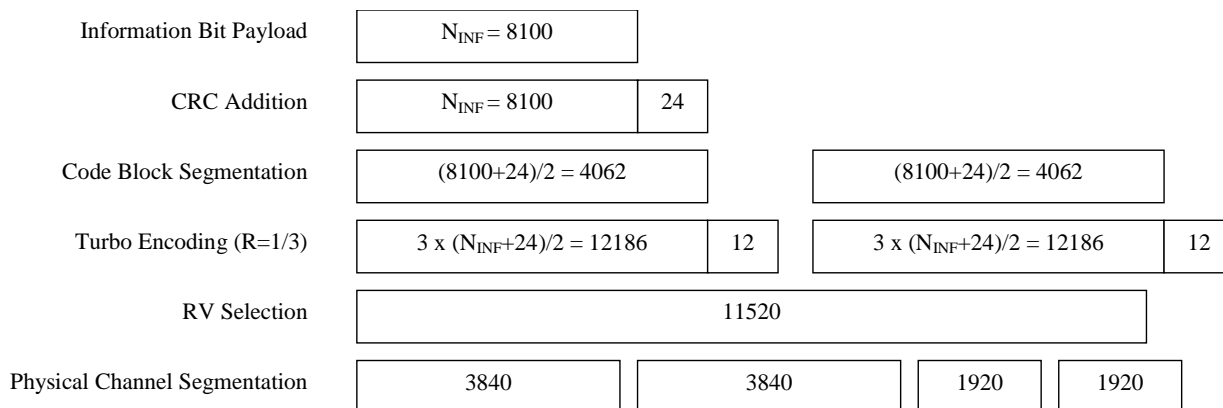 Information Bit Payload N_INF = 8100
CRC Addition N_INF = 8100 24
Code Block Segmentation (8100+24)/2 = 4062 (8100+24)/2 = 4062
Turbo Encoding (R=1/3) 3 x (N_INF+24)/2 = 12186 12 3 x (N_INF+24)/2 = 12186 12
RV Selection 11520
Physical Channel Segmentation 3840 3840 1920 1920